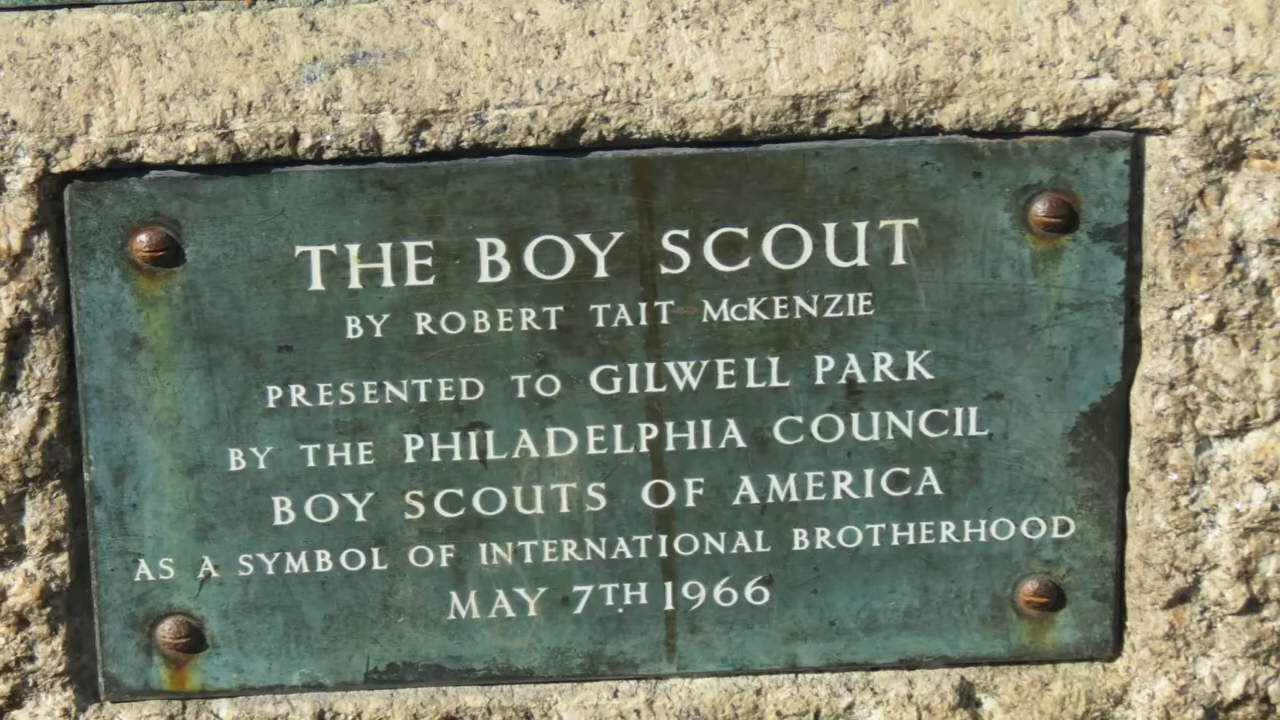 THE BOY SCOUT
BY ROBERT TAIT McKENZIE
PRESENTED TO GILWELL PARK
BY THE PHILADELPHIA COUNCIL
BOY SCOUTS OF AMERICA
AS A SYMBOL OF INTERNATIONAL BROTHERHOOD
MAY 7TH 1966